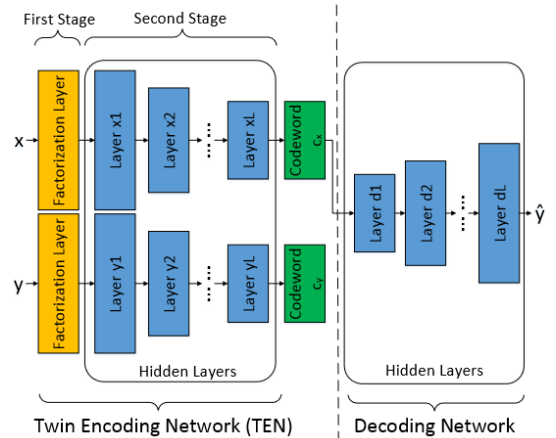 First Stage
Second Stage
x
Factorization Layer
Layer x1
Layer x2
......
Layer xL
Codeword
cx
y
Factorization Layer
Layer y1
Layer y2
......
Layer yL
Codeword
cy
Hidden Layers
Twin Encoding Network (TEN)
Layer d1
Layer d2
......
Layer dL
ŷ
Hidden Layers
Decoding Network